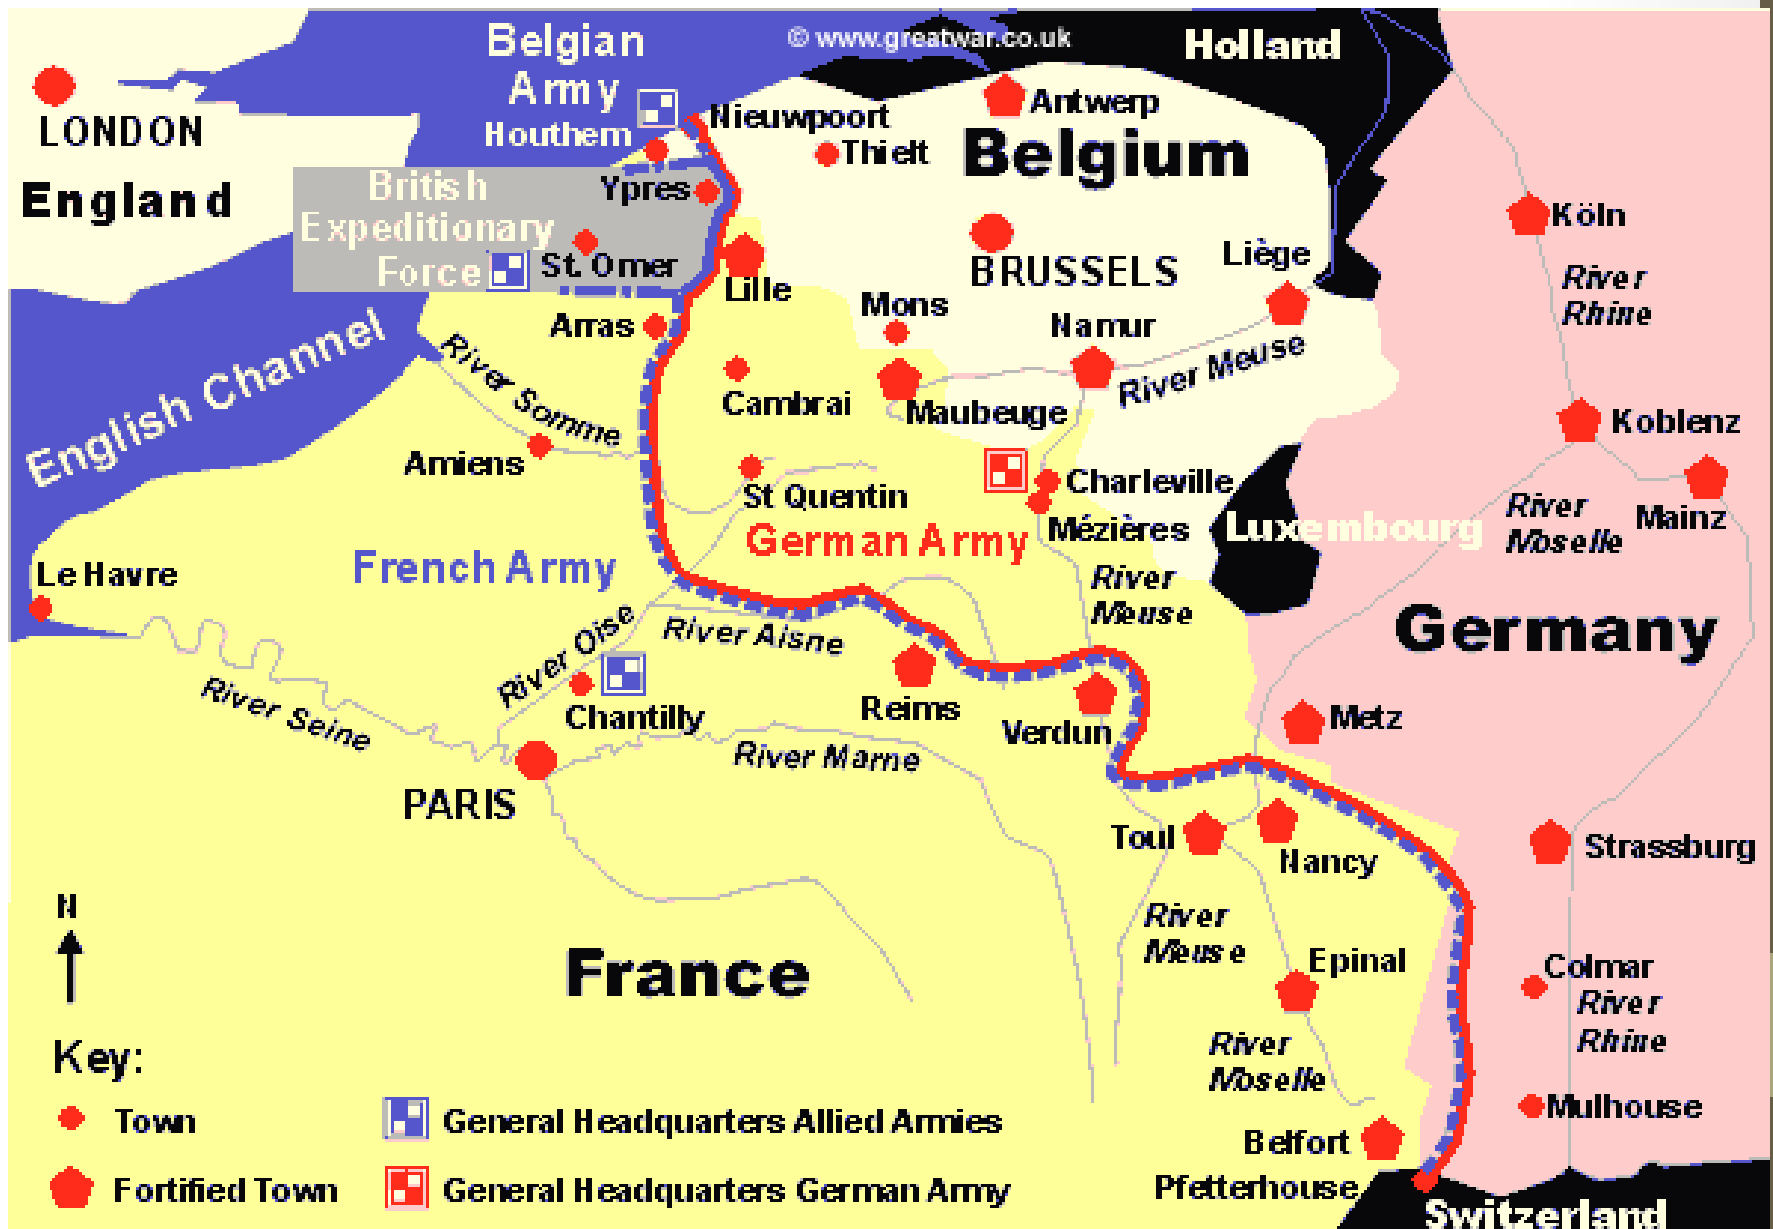 Belgian
Army
© www.greatwar.co.uk
Holland
LONDON
England
Houthem
Nieuwpoort
Thielt
Antwerp
Belgium
British
Expeditionary
Force
Ypres
St. Omer
Lille
BRUSSELS
Liège
Köln
River
Rhine
English Channel
Arras
Mons
Namur
River Meuse
River Somme
Cambrai
Maubeuge
Koblenz
Amiens
St Quentin
Charleville
Mézières
Luxembourg
River
Moselle
Mainz
French Army
German Army
River
Meuse
Germany
Le Havre
River Oise
River Aisne
River Seine
Chantilly
Reims
Verdun
Metz
River Marne
PARIS
Toul
Nancy
Strassburg
N
France
River
Meuse
Epinal
Colmar
River
Rhine
River
Moselle
Mulhouse
Belfort
Pfetterhouse
Switzerland
Key:
Town
General Headquarters Allied Armies
Fortified Town
General Headquarters German Army